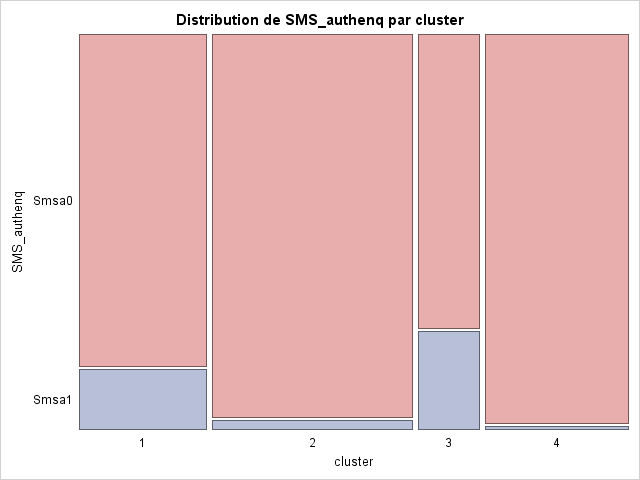 Distribution de SMS_authenq par cluster
SMS_authenq
Smsa0
Smsa1
1 2 3 4
cluster